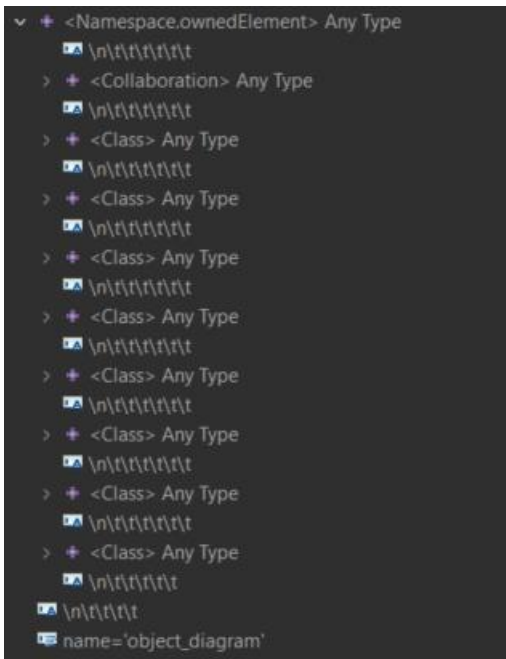 <Namespace.ownedElement> Any Type
\n\t\t\t\t\t\t
<Collaboration> Any Type
\n\t\t\t\t\t\t
<Class> Any Type
\n\t\t\t\t\t\t
<Class> Any Type
\n\t\t\t\t\t\t
<Class> Any Type
\n\t\t\t\t\t\t
<Class> Any Type
\n\t\t\t\t\t\t
<Class> Any Type
\n\t\t\t\t\t\t
<Class> Any Type
\n\t\t\t\t\t\t
<Class> Any Type
\n\t\t\t\t\t\t
<Class> Any Type
\n\t\t\t\t\t
\n\t\t\t\t
name='object_diagram'